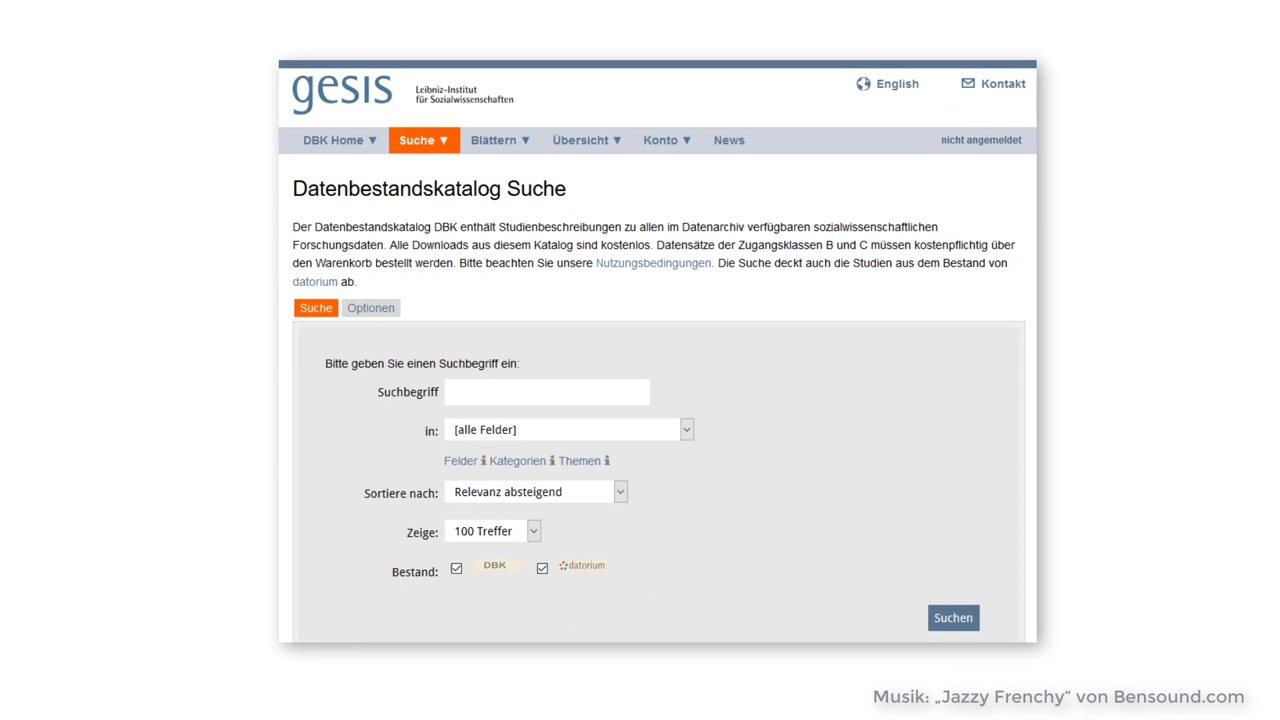 gesis
Leibniz-Institut
für Sozialwissenschaften
English
Kontakt
DBK Home ▼ Suche ▼ Blättern ▼ Übersicht ▼ Konto ▼ News nicht angemeldet
Datenbestandskatalog Suche
Der Datenbestandskatalog DBK enthält Studienbeschreibungen zu allen im Datenarchiv verfügbaren sozialwissenschaftlichen
Forschungsdaten. Alle Downloads aus diesem Katalog sind kostenlos. Datensätze der Zugangsklassen B und C müssen kostenpflichtig über
den Warenkorb bestellt werden. Bitte beachten Sie unsere Nutzungsbedingungen. Die Suche deckt auch die Studien aus dem Bestand von
datorium ab.
Suche Optionen
Bitte geben Sie einen Suchbegriff ein:
Suchbegriff
in: [alle Felder]
Felder i Kategorien i Themen i
Sortiere nach: Relevanz absteigend
Zeige: 100 Treffer
Bestand: DBK datorium
Suchen
Musik: „Jazzy Frenchy“ von Bensound.com